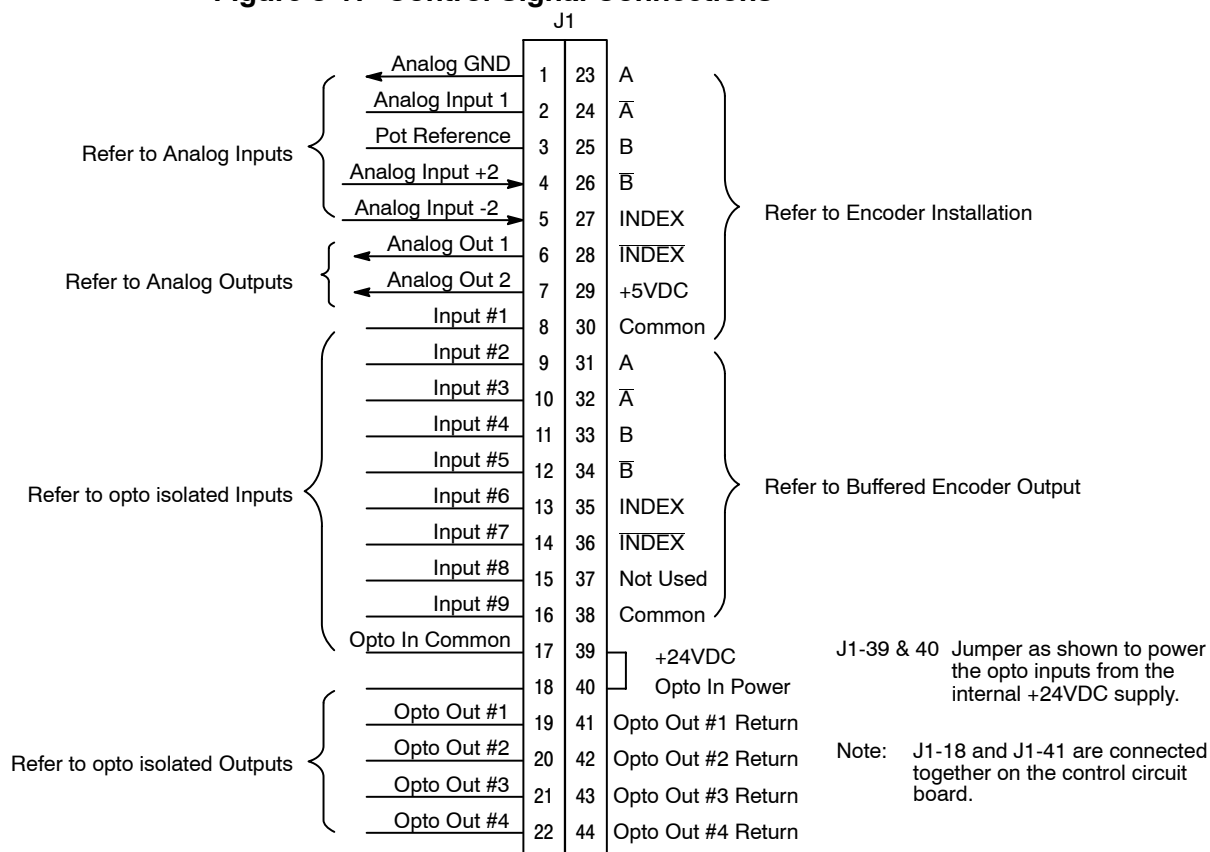 Figure 3-17 Control Signal Connections
J1
Analog GND 1 23 A
Analog Input 1 2 24 A̅
Pot Reference 3 25 B
Analog Input +2 4 26 B̅
Analog Input -2 5 27 INDEX
Analog Out 1 6 28 I̅N̅D̅E̅X̅
Analog Out 2 7 29 +5VDC
Input #1 8 30 Common
Input #2 9 31 A
Input #3 10 32 A̅
Input #4 11 33 B
Input #5 12 34 B̅
Input #6 13 35 INDEX
Input #7 14 36 I̅N̅D̅E̅X̅
Input #8 15 37 Not Used
Input #9 16 38 Common
Opto In Common 17 39 +24VDC
18 40 Opto In Power
Opto Out #1 19 41 Opto Out #1 Return
Opto Out #2 20 42 Opto Out #2 Return
Opto Out #3 21 43 Opto Out #3 Return
Opto Out #4 22 44 Opto Out #4 Return
Refer to Analog Inputs
Refer to Analog Outputs
Refer to opto isolated Inputs
Refer to opto isolated Outputs
Refer to Encoder Installation
Refer to Buffered Encoder Output
J1-39 & 40 Jumper as shown to power
the opto inputs from the
internal +24VDC supply.
Note: J1-18 and J1-41 are connected
together on the control circuit
board.